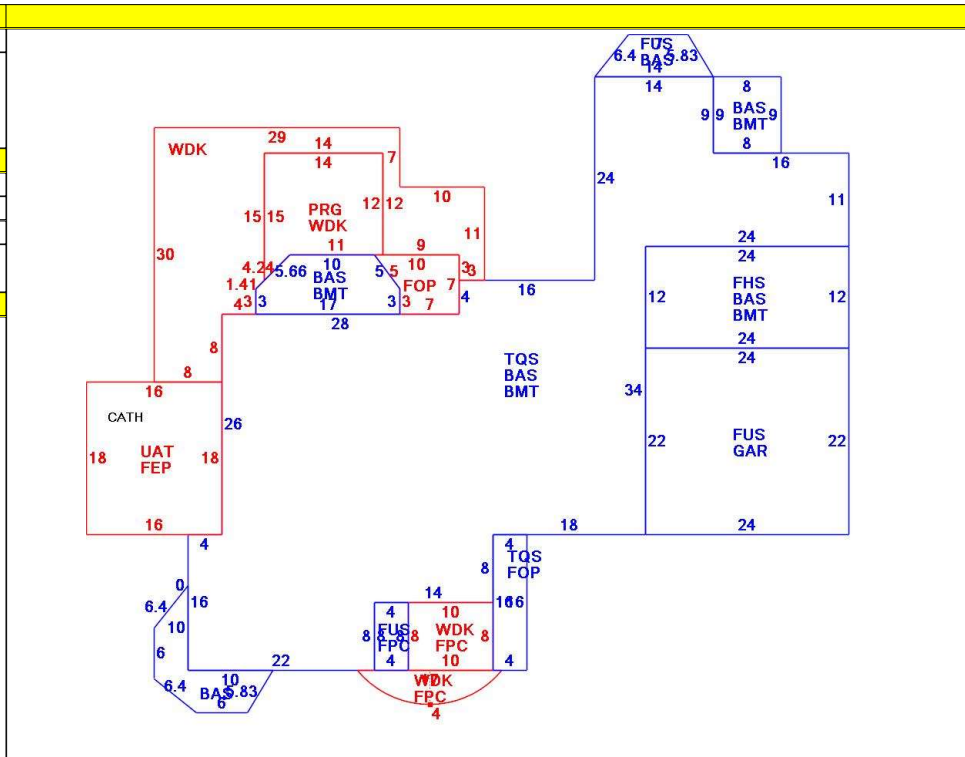 FUS
7
6.4 BAS 5.83
14
14
8
9 9 BAS 9
BMT
8
16
29
14
WDK
14
7
24
10
15 15
12 12
PRG
WDK
11
11
11
9
24
30
4.24
5.66
10
5 5
10
3
3
24
1.41
BAS
BMT
FOP
7
16
FHS
BAS
BMT
12
12
4 3 3
17
3 3
7
4
28
8
24
24
8
TQS
BAS
BMT
16
34
CATH
26
UAT
FEP
18
18
22
FUS
GAR
22
16
18
24
4
4
TQS
FOP
8
0
6.4
16
14
16 16
10
4
10
8 FUS 8 8
FPC
WDK
FPC
8
6
22
4
10
4
10
6.4
BAS 5.83
6
17
WDK
FPC
4